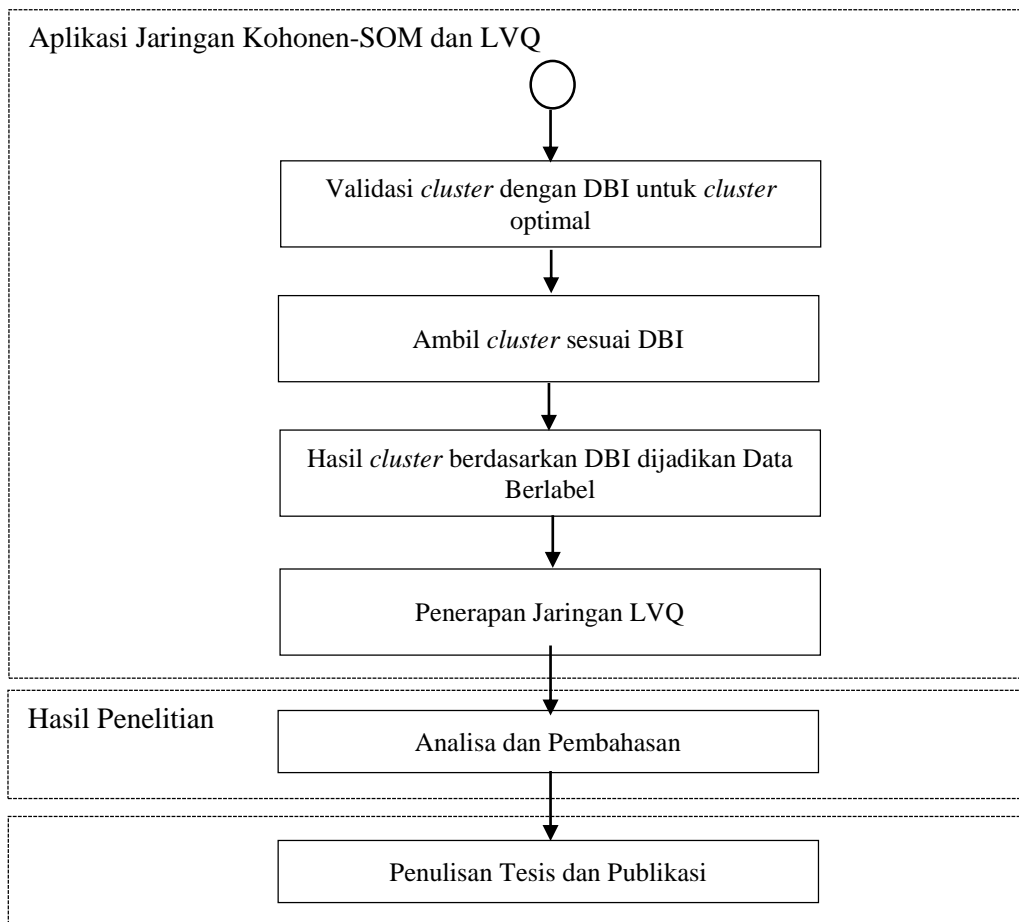 Aplikasi Jaringan Kohonen-SOM dan LVQ
Validasi cluster dengan DBI untuk cluster
optimal
Ambil cluster sesuai DBI
Hasil cluster berdasarkan DBI dijadikan Data
Berlabel
Penerapan Jaringan LVQ
Hasil Penelitian
Analisa dan Pembahasan
Penulisan Tesis dan Publikasi